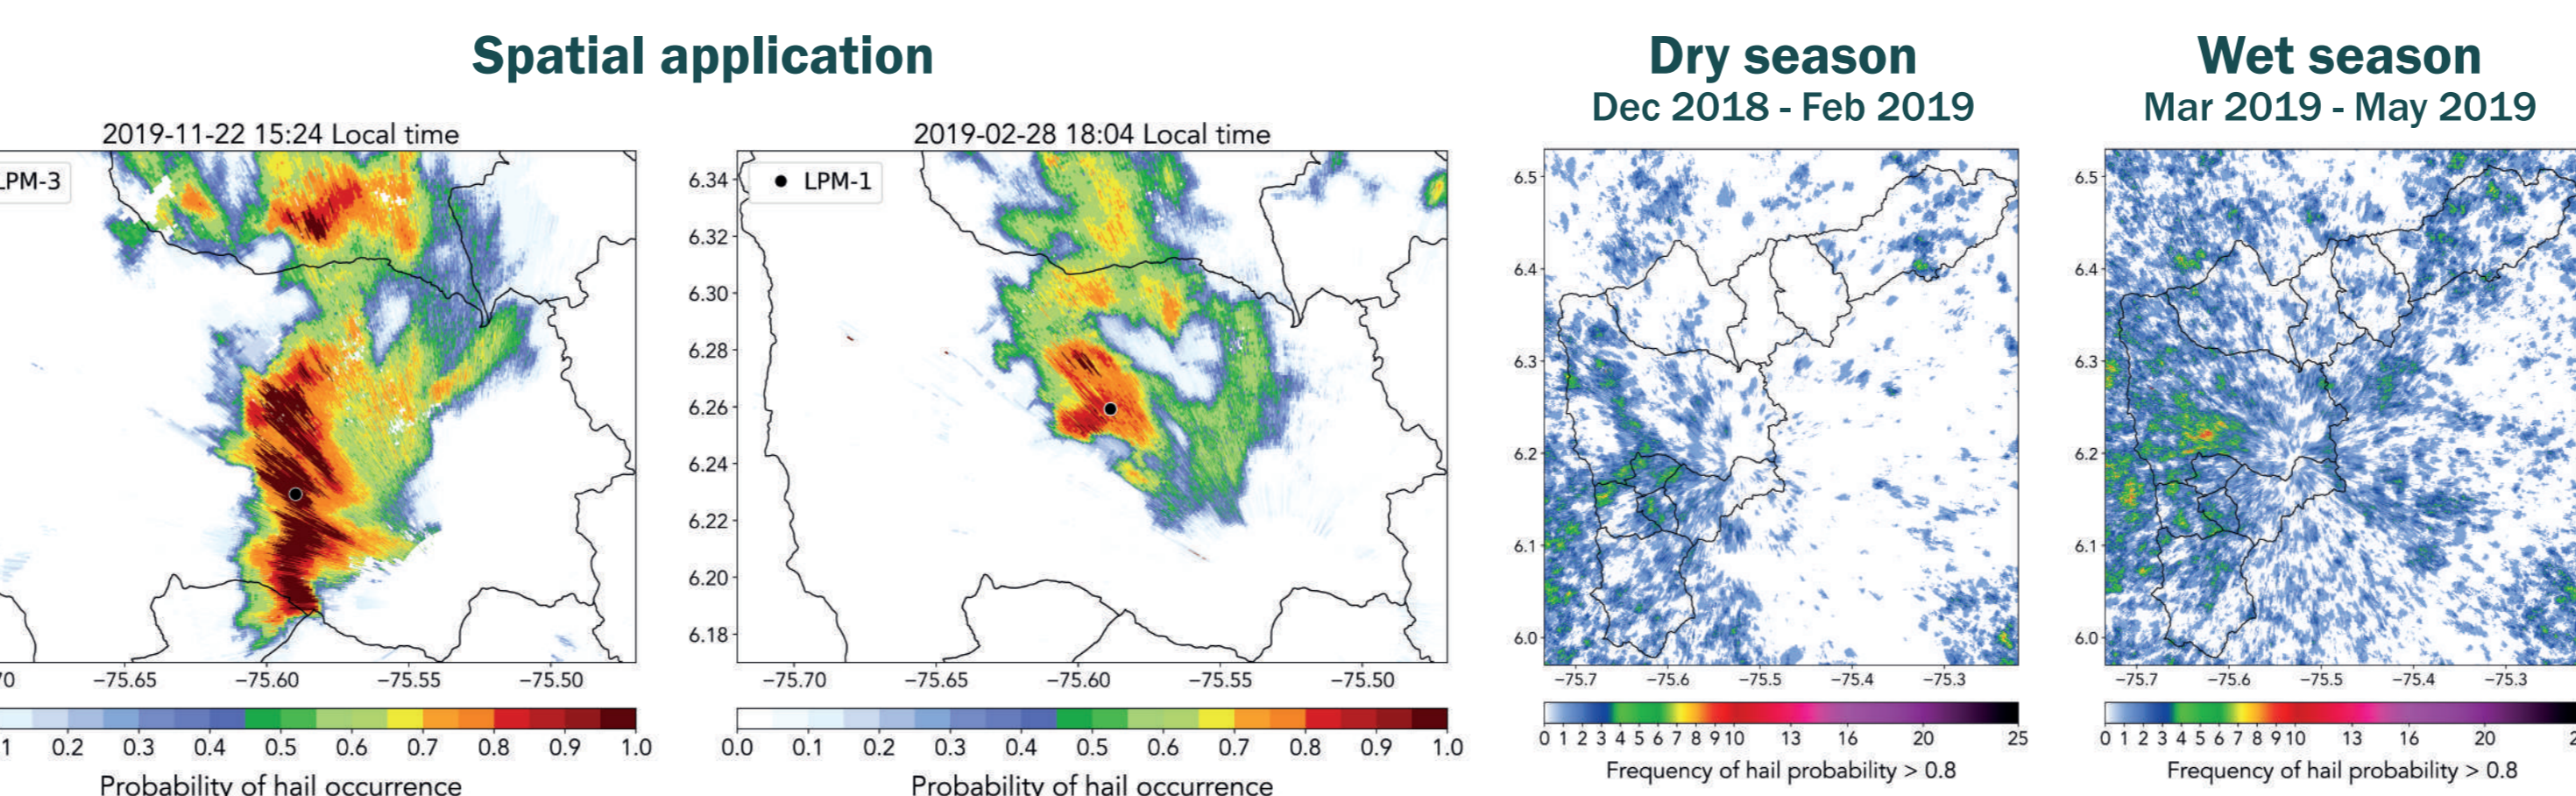 Spatial application
Dry season
Dec 2018 - Feb 2019
Wet season
Mar 2019 - May 2019
2019-11-22 15:24 Local time
LPM-3
−75.65 −75.60 −75.55 −75.50
0.2 0.3 0.4 0.5 0.6 0.7 0.8 0.9 1.0
Probability of hail occurrence
2019-02-28 18:04 Local time
LPM-1
6.34
6.32
6.30
6.28
6.26
6.24
6.22
6.20
6.18
−75.70 −75.65 −75.60 −75.55 −75.50
0.0 0.1 0.2 0.3 0.4 0.5 0.6 0.7 0.8 0.9 1.0
Probability of hail occurrence
6.5
6.4
6.3
6.2
6.1
6.0
−75.7 −75.6 −75.5 −75.4 −75.3
0 1 2 3 4 5 6 7 8 9 10 13 16 20 25
Frequency of hail probability > 0.8
6.5
6.4
6.3
6.2
6.1
6.0
−75.7 −75.6 −75.5 −75.4 −75.3
0 1 2 3 4 5 6 7 8 9 10 13 16 20
Frequency of hail probability > 0.8